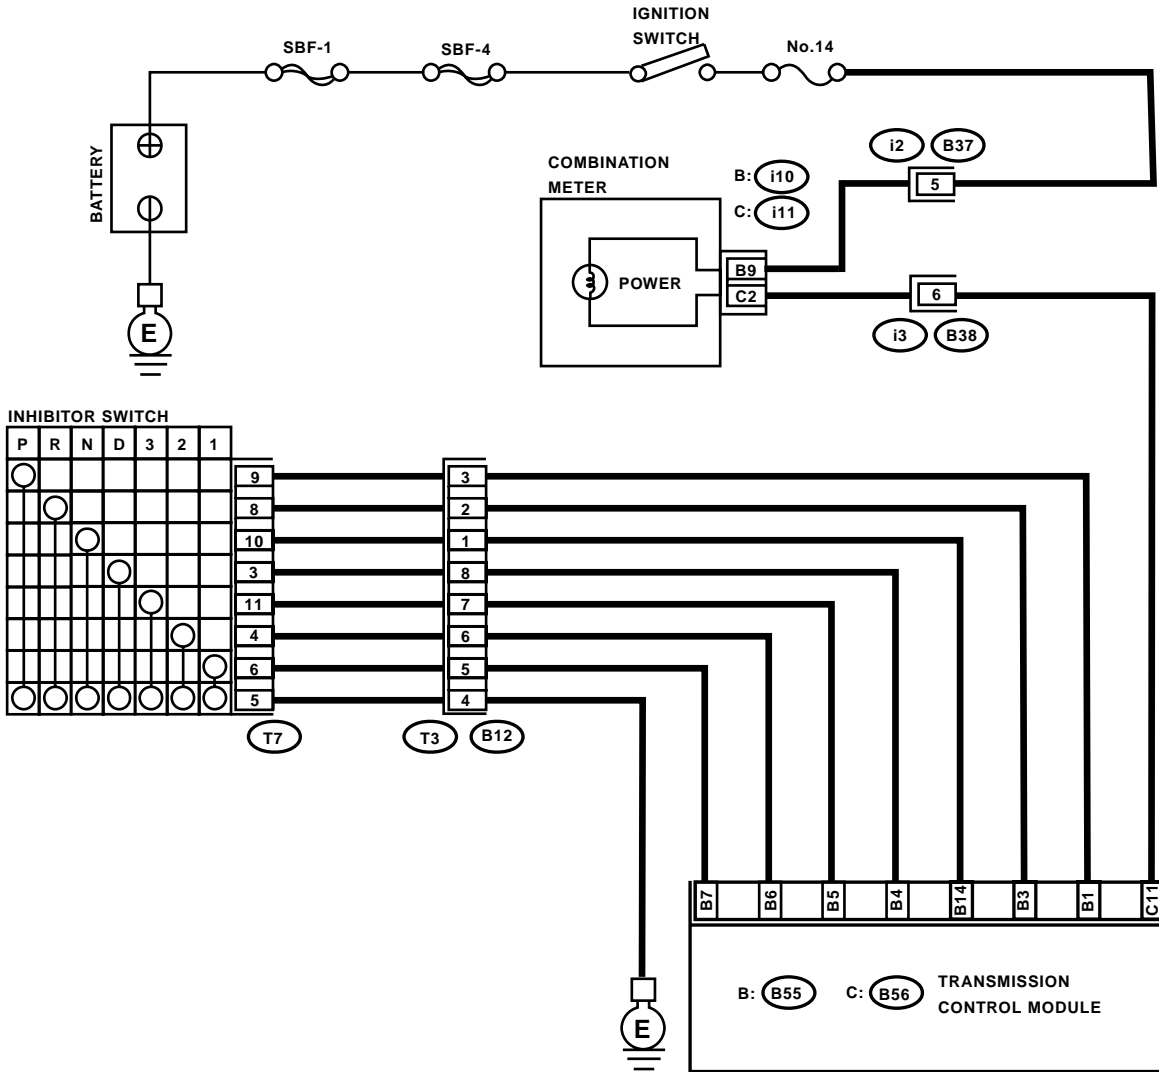 IGNITION
SWITCH
SBF-1
SBF-4
No.14
BATTERY
E
COMBINATION
METER
B: i10
C: i11
i2
B37
5
POWER
B9
C2
6
i3
B38
INHIBITOR SWITCH
P R N D 3 2 1
9 3
8 2
10 1
3 8
11 7
4 6
6 5
5 4
T7
T3
B12
B7 B6 B5 B4 B14 B3 B1 C11
B: B55
C: B56
TRANSMISSION
CONTROL MODULE
E